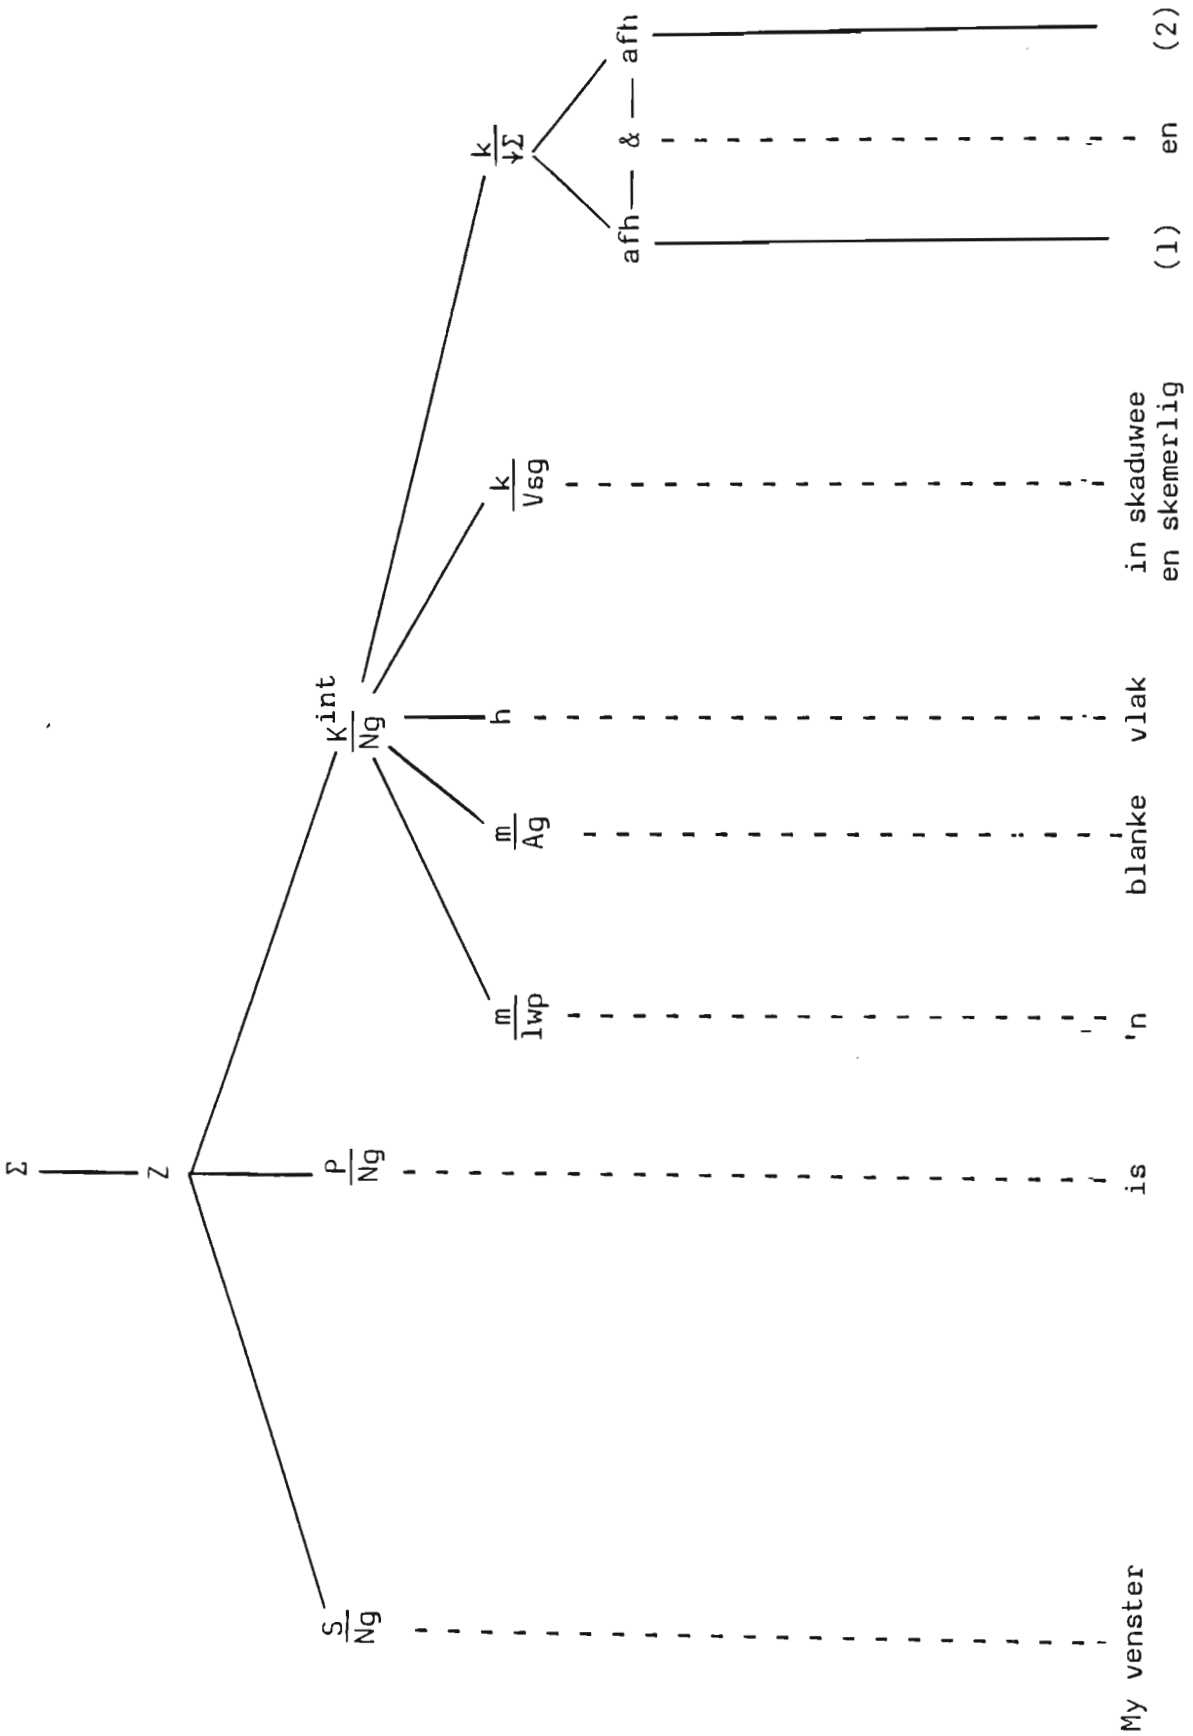 Σ
Z
S P K int
Ng Ng Ng
m m h k k
lwp Ag Vsg ↓Σ
afh — & — afh
My venster is 'n blanke vlak in skaduwee
en skemerlig (1) en (2)